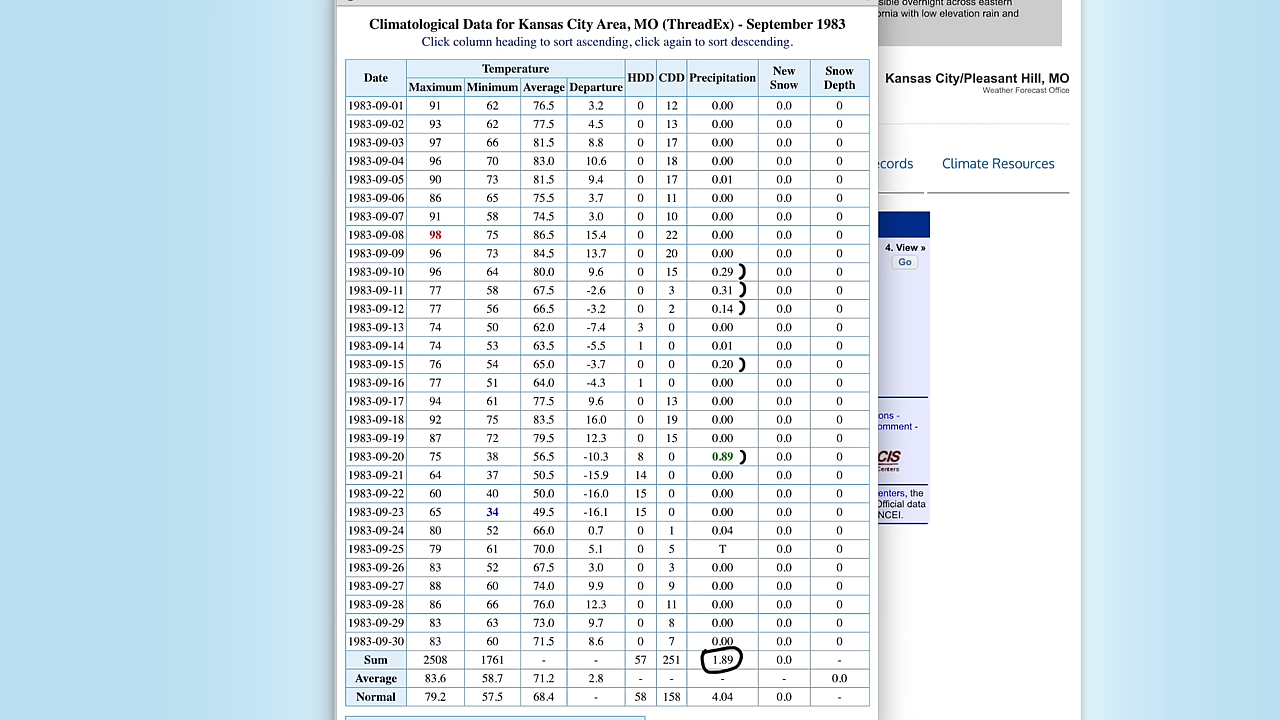 sible overnight across eastern
ornia with low elevation rain and
Climatological Data for Kansas City Area, MO (ThreadEx) - September 1983
Click column heading to sort ascending, click again to sort descending.
Date Temperature HDD CDD Precipitation New Snow Snow Depth
Maximum Minimum Average Departure
1983-09-01 91 62 76.5 3.2 0 12 0.00 0.0 0
1983-09-02 93 62 77.5 4.5 0 13 0.00 0.0 0
1983-09-03 97 66 81.5 8.8 0 17 0.00 0.0 0
1983-09-04 96 70 83.0 10.6 0 18 0.00 0.0 0
1983-09-05 90 73 81.5 9.4 0 17 0.01 0.0 0
1983-09-06 86 65 75.5 3.7 0 11 0.00 0.0 0
1983-09-07 91 58 74.5 3.0 0 10 0.00 0.0 0
1983-09-08 98 75 86.5 15.4 0 22 0.00 0.0 0
1983-09-09 96 73 84.5 13.7 0 20 0.00 0.0 0
1983-09-10 96 64 80.0 9.6 0 15 0.29 0.0 0
1983-09-11 77 58 67.5 -2.6 0 3 0.31 0.0 0
1983-09-12 77 56 66.5 -3.2 0 2 0.14 0.0 0
1983-09-13 74 50 62.0 -7.4 3 0 0.00 0.0 0
1983-09-14 74 53 63.5 -5.5 1 0 0.01 0.0 0
1983-09-15 76 54 65.0 -3.7 0 0 0.20 0.0 0
1983-09-16 77 51 64.0 -4.3 1 0 0.00 0.0 0
1983-09-17 94 61 77.5 9.6 0 13 0.00 0.0 0
1983-09-18 92 75 83.5 16.0 0 19 0.00 0.0 0
1983-09-19 87 72 79.5 12.3 0 15 0.00 0.0 0
1983-09-20 75 38 56.5 -10.3 8 0 0.89 0.0 0
1983-09-21 64 37 50.5 -15.9 14 0 0.00 0.0 0
1983-09-22 60 40 50.0 -16.0 15 0 0.00 0.0 0
1983-09-23 65 34 49.5 -16.1 15 0 0.00 0.0 0
1983-09-24 80 52 66.0 0.7 0 1 0.04 0.0 0
1983-09-25 79 61 70.0 5.1 0 5 T 0.0 0
1983-09-26 83 52 67.5 3.0 0 3 0.00 0.0 0
1983-09-27 88 60 74.0 9.9 0 9 0.00 0.0 0
1983-09-28 86 66 76.0 12.3 0 11 0.00 0.0 0
1983-09-29 83 63 73.0 9.7 0 8 0.00 0.0 0
1983-09-30 83 60 71.5 8.6 0 7 0.00 0.0 0
Sum 2508 1761 - - 57 251 1.89 0.0 -
Average 83.6 58.7 71.2 2.8 - - - - 0.0
Normal 79.2 57.5 68.4 - 58 158 4.04 0.0 -
Kansas City/Pleasant Hill, MO
Weather Forecast Office
ecords Climate Resources
4. View »
Go
ons -
omment -
CIS
Centers
enters, the
Official data
NCEI.